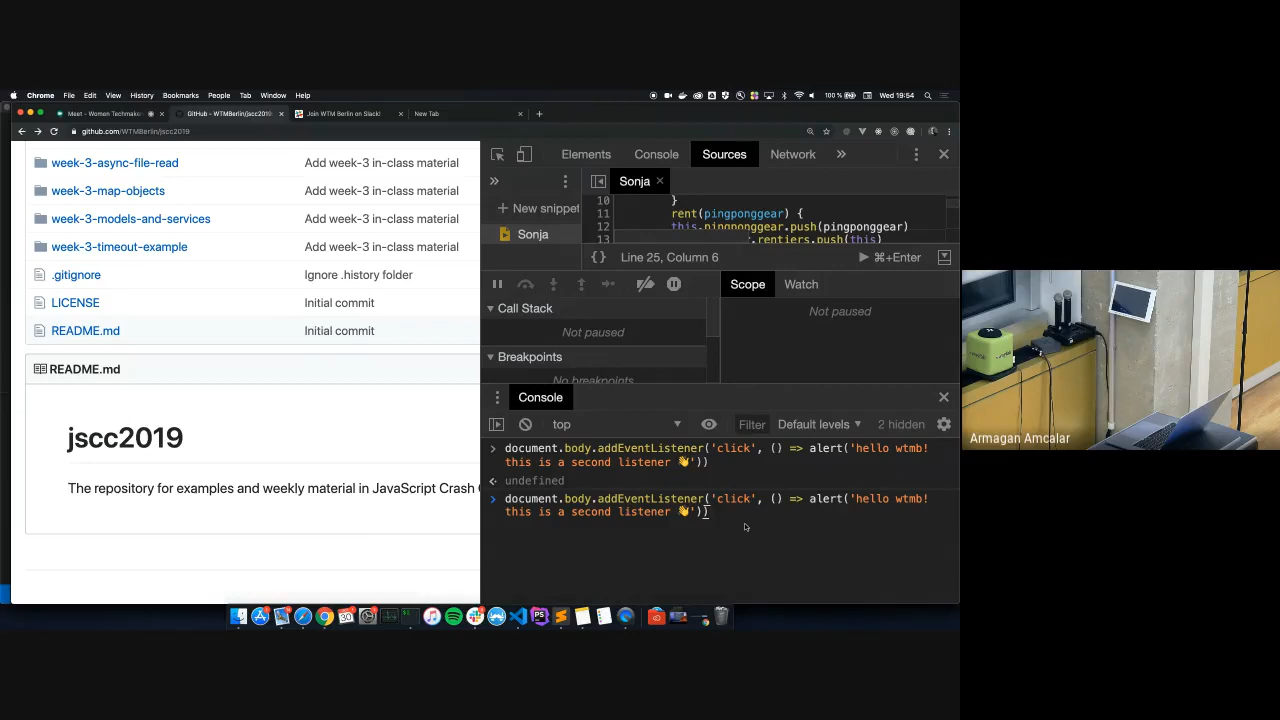 Chrome File Edit View History Bookmarks People Tab Window Help
100 % Wed 19:54
Meet - Women Techmake
GitHub - WTMBerlin/jscc2019
Join WTM Berlin on Slack!
New Tab
github.com/WTMBerlin/jscc2019
week-3-async-file-read Add week-3 in-class material
week-3-map-objects Add week-3 in-class material
week-3-models-and-services Add week-3 in-class material
week-3-timeout-example Add week-3 in-class material
.gitignore Ignore .history folder
LICENSE Initial commit
README.md Initial commit
README.md
jscc2019
The repository for examples and weekly material in JavaScript Crash
Elements Console Sources Network
Sonja
New snippet
Sonja
10 }
11 rent(pingponggear) {
12 this.pingponggear.push(pingponggear)
13 .rentiers.push(this)
{} Line 25, Column 6 ⌘+Enter
Call Stack
Not paused
Breakpoints
No breakpoints
Scope Watch
Not paused
Console
top Filter Default levels 2 hidden
> document.body.addEventListener('click', () => alert('hello wtmb!
this is a second listener 👋'))
undefined
> document.body.addEventListener('click', () => alert('hello wtmb!
this is a second listener 👋'))
Armagan Amcalar